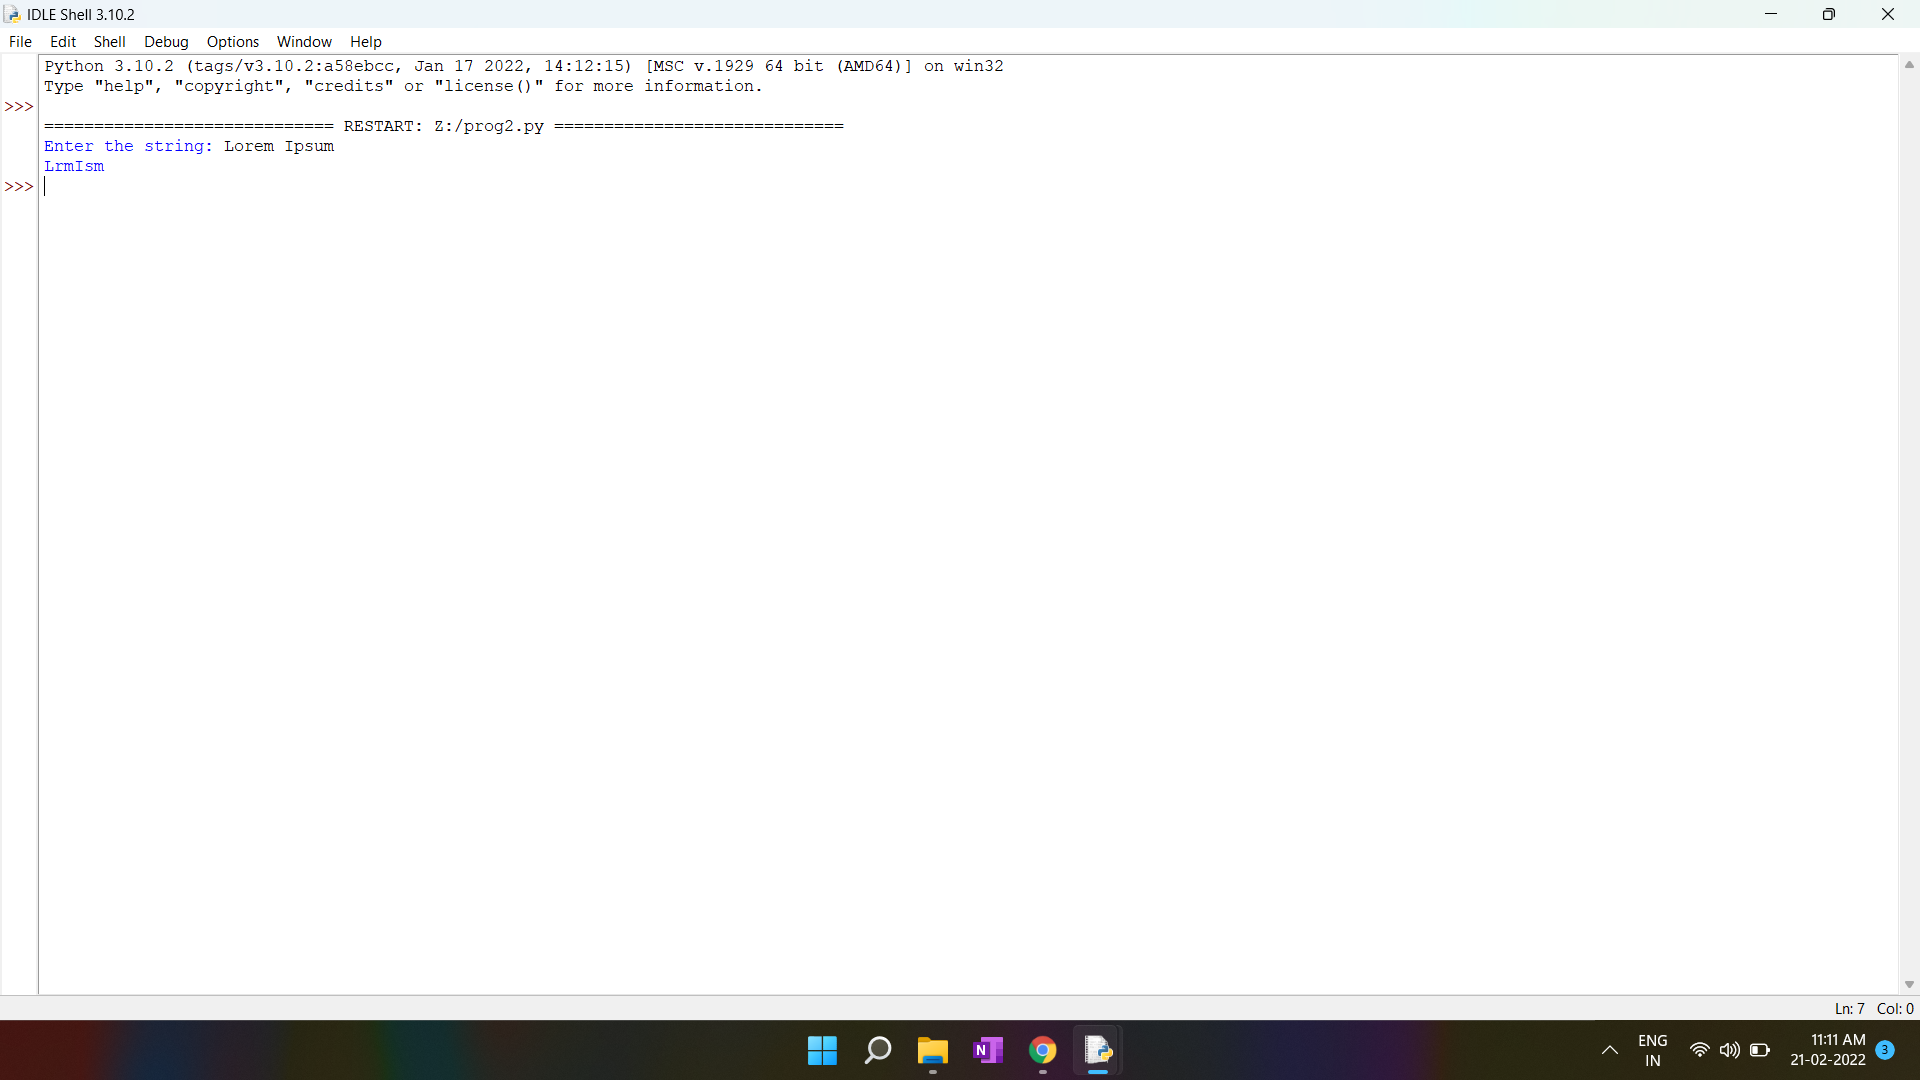 IDLE Shell 3.10.2
File Edit Shell Debug Options Window Help
Python 3.10.2 (tags/v3.10.2:a58ebcc, Jan 17 2022, 14:12:15) [MSC v.1929 64 bit (AMD64)] on win32
Type "help", "copyright", "credits" or "license()" for more information.
>>>
============================= RESTART: Z:/prog2.py =============================
Enter the string: Lorem Ipsum
LrmIsm
>>>
Ln: 7 Col: 0
N
ENG
IN
11:11 AM
21-02-2022
3